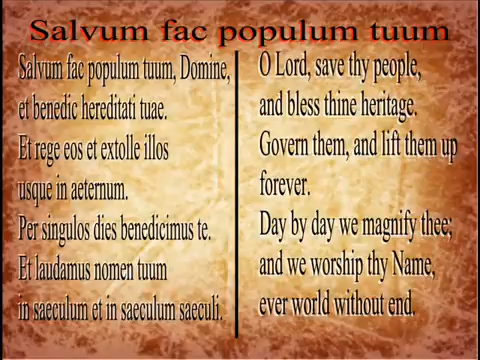 Salvum fac populum tuum
Salvum fac populum tuum, Domine,
et benedic hereditati tuae.
Et rege eos et extolle illos
usque in aeternum.
Per singulos dies benedicimus te.
Et laudamus nomen tuum
in saeculum et in saeculum saeculi.
O Lord, save thy people,
and bless thine heritage.
Govern them, and lift them up
forever.
Day by day we magnify thee;
and we worship thy Name,
ever world without end.